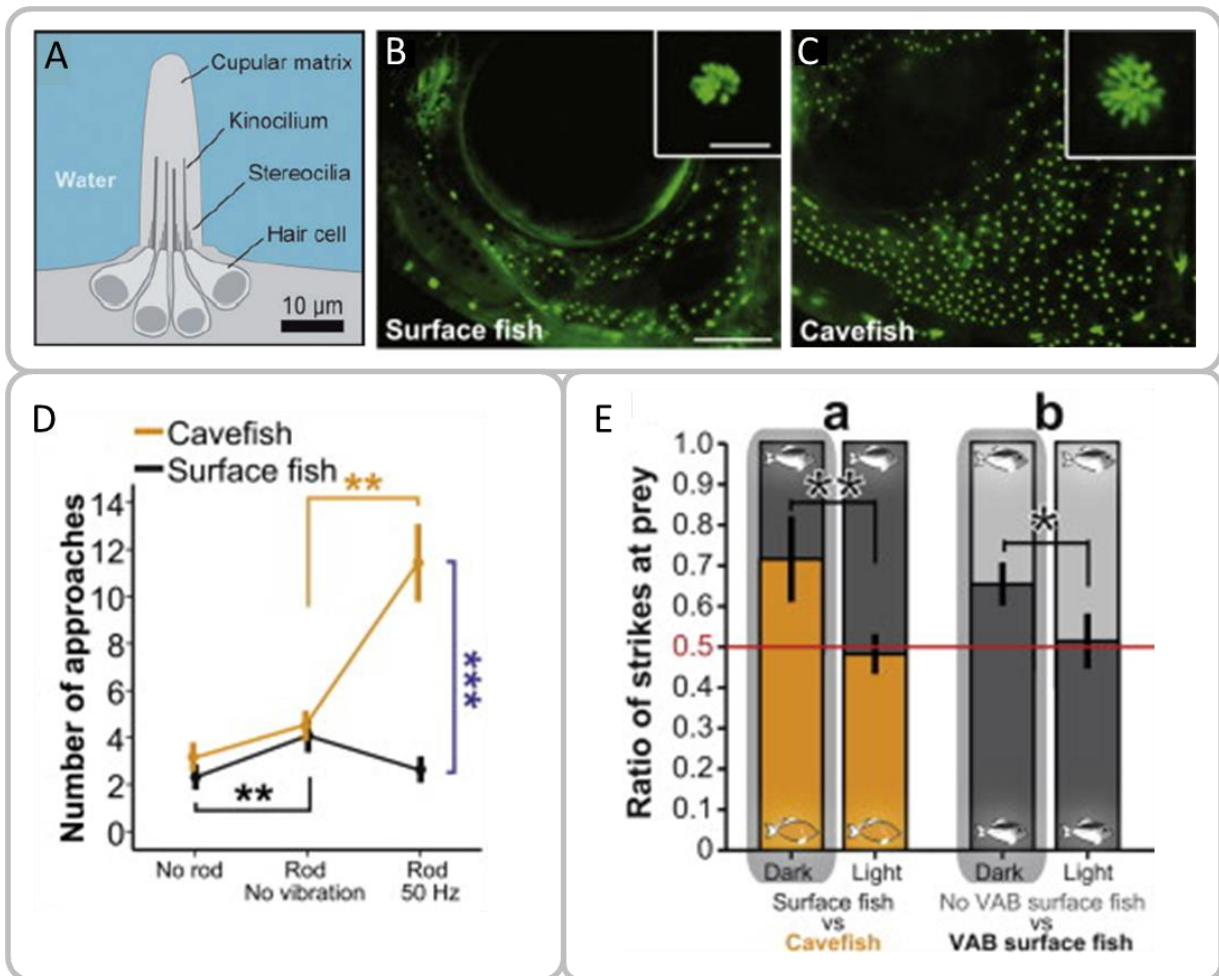 A
Cupular matrix
Kinocilium
Water
Stereocilia
Hair cell
10 µm
B
Surface fish
C
Cavefish
D
Cavefish
Surface fish
**
Number of approaches
14
12
10
8
6
4
2
0
***
**
No rod
Rod
No vibration
Rod
50 Hz
E
a
b
Ratio of strikes at prey
1.0
0.9
0.8
0.7
0.6
0.5
0.4
0.3
0.2
0.1
0
**
*
Dark
Light
Dark
Light
Surface fish
vs
Cavefish
No VAB surface fish
vs
VAB surface fish